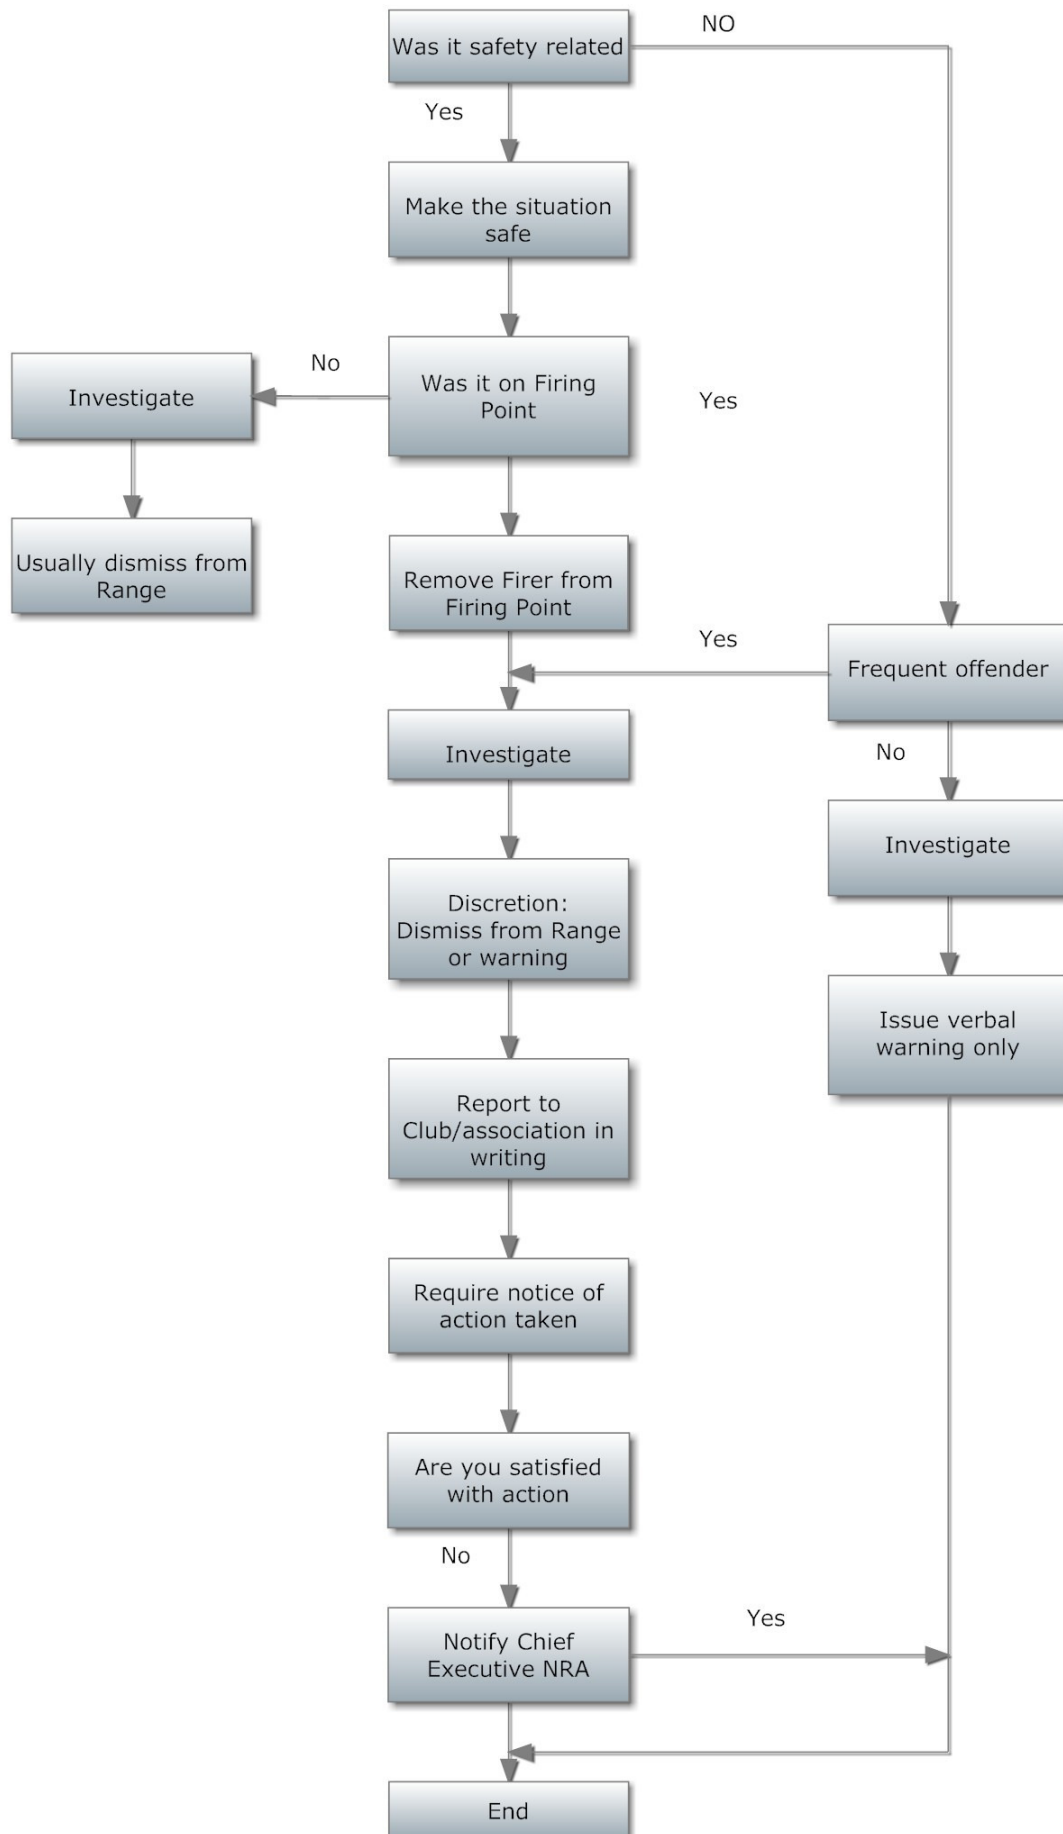 Was it safety related
NO
Yes
Make the situation
safe
No
Was it on Firing
Point
Yes
Investigate
Usually dismiss from
Range
Remove Firer from
Firing Point
Yes
Frequent offender
Investigate
No
Investigate
Discretion:
Dismiss from Range
or warning
Issue verbal
warning only
Report to
Club/association in
writing
Require notice of
action taken
Are you satisfied
with action
No
Notify Chief
Executive NRA
Yes
End